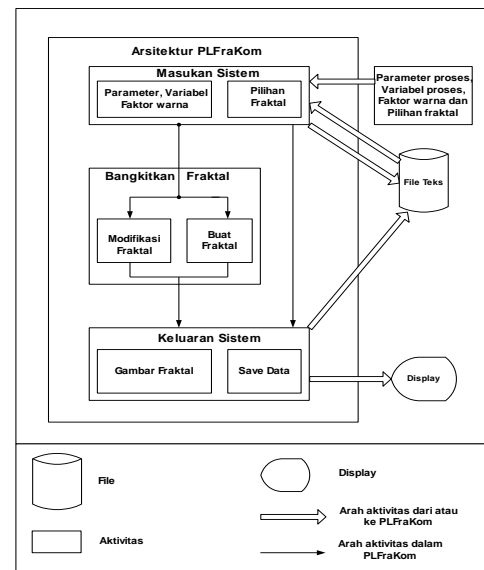 Arsitektur PLFraKom
Masukan Sistem
Parameter, Variabel
Faktor warna
Pilihan
Fraktal
Parameter proses,
Variabel proses,
Faktor warna dan
Pilihan fraktal
File Teks
Bangkitkan Fraktal
Modifikasi
Fraktal
Buat
Fraktal
Keluaran Sistem
Gambar Fraktal
Save Data
Display
File
Display
Aktivitas
Arah aktivitas dari atau
ke PLFraKom
Arah aktivitas dalam
PLFraKom